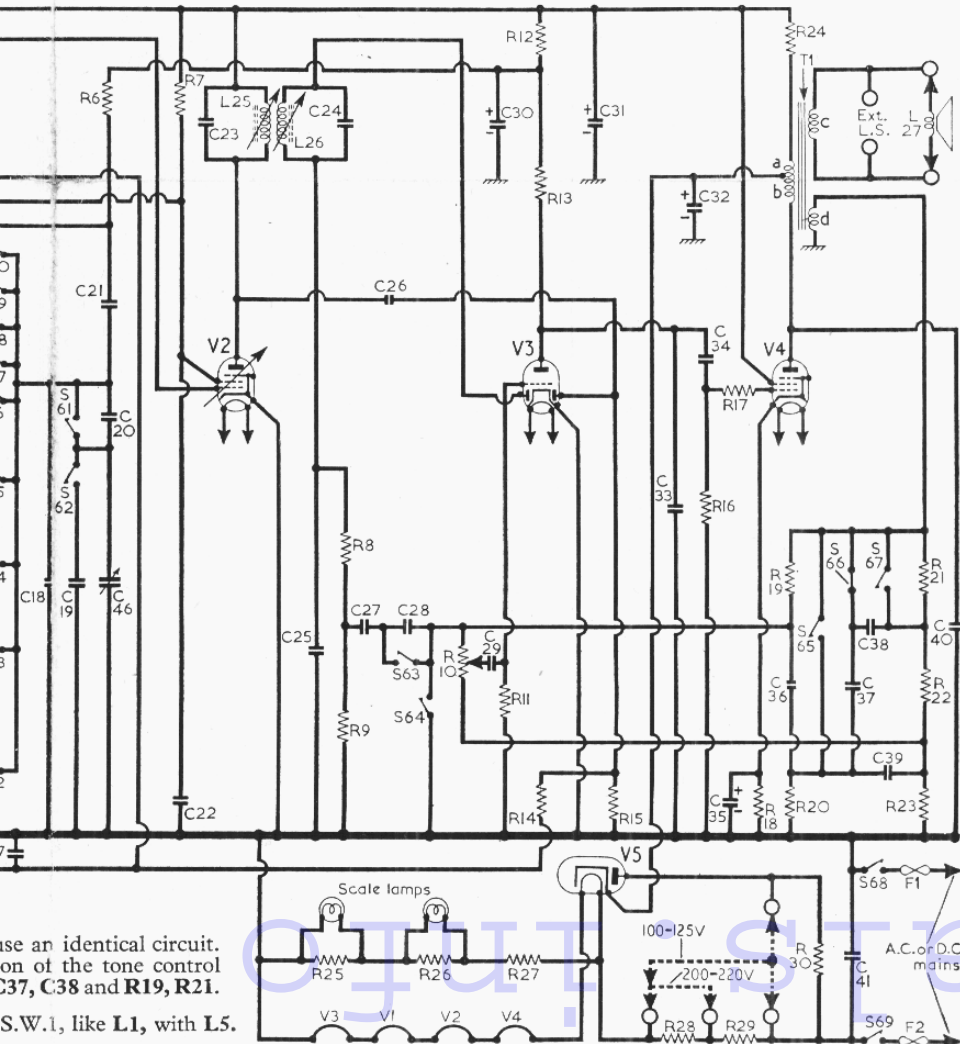 R12
R24
T1
R6
R7
L25
C23
C24
L26
C30
C31
c
Ext.
L.S.
L
27
a
b
R13
C32
d
C21
C26
V2
V3
C
34
V4
R17
S
61
C
20
S
62
C
33
R16
R8
C18
C
19
C
46
C27
C28
C25
R
19
S
66
S
67
R
21
C
40
S63
R
10
C
29
S
65
C38
R11
S64
C
36
C
37
R
22
R9
C39
C22
R14
R15
C
35
R
18
R20
R23
V5
S68
F1
Scale lamps
100-125V
200-220V
R
30
C
41
A.C. or D.C.
mains
R25
R26
R27
V3
V1
V2
V4
R28
R29
S69
F2
use an identical circuit.
on of the tone control
C37, C38 and R19, R21.
S.W.1, like L1, with L5.